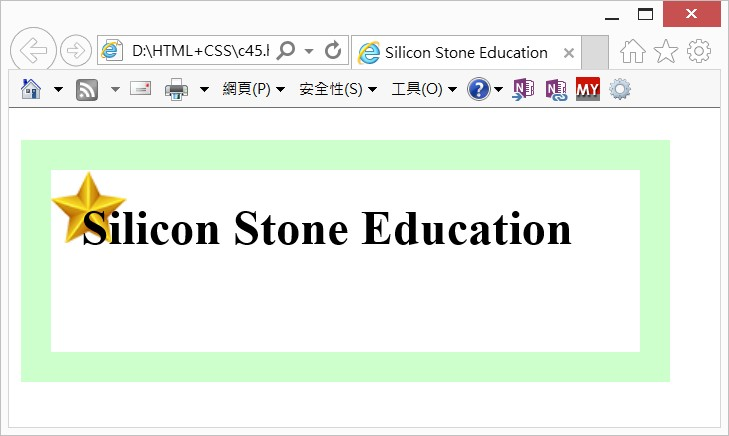 D:\HTML+CSS\c45.h
Silicon Stone Education
網頁(P) 安全性(S) 工具(O) ? N N MY
Silicon Stone Education